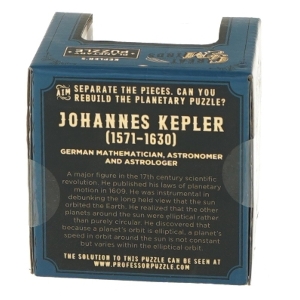 AIM
SEPARATE THE PIECES. CAN YOU
REBUILD THE PLANETARY PUZZLE?
JOHANNES KEPLER
(1571-1630)
GERMAN MATHEMATICIAN, ASTRONOMER
AND ASTROLOGER
A major figure in the 17th century scientific
revolution. He published his laws of planetary
motion in 1609. He was instrumental in
debunking the long held view that the sun
orbited the Earth. He realized that the other
planets around the sun were elliptical rather
than purely circular. He discovered that
because a planet's orbit is elliptical, a planet's
speed in orbit around the sun is not constant
but varies within the elliptical orbit.
THE SOLUTION TO THIS PUZZLE CAN BE SEEN AT
WWW.PROFESSORPUZZLE.COM